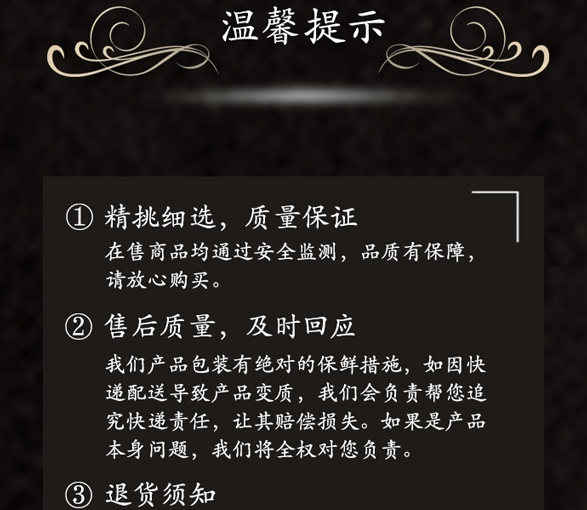 温馨提示
① 精挑细选，质量保证
在售商品均通过安全监测，品质有保障，
请放心购买。
② 售后质量，及时回应
我们产品包装有绝对的保鲜措施，如因快
递配送导致产品变质，我们会负责帮您追
究快递责任，让其赔偿损失。如果是产品
本身问题，我们将全权对您负责。
③ 退货须知